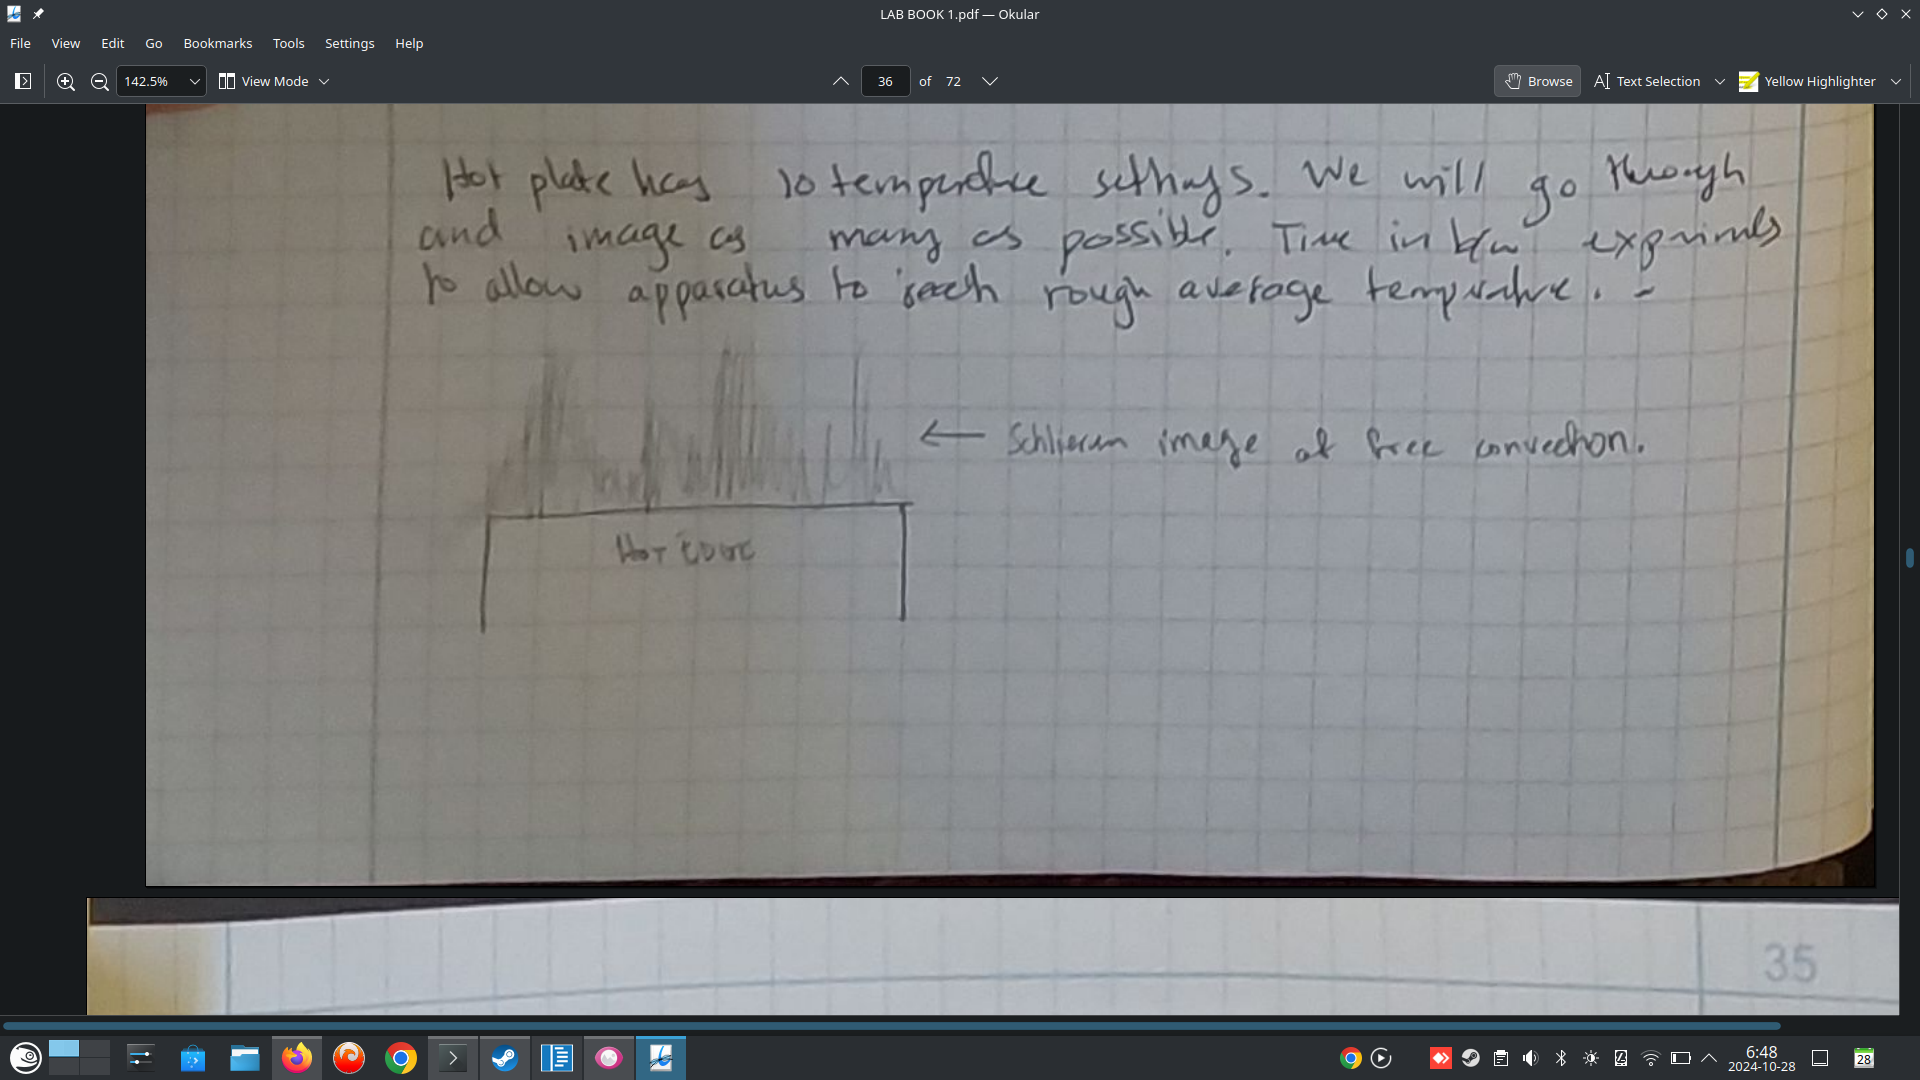 LAB BOOK 1.pdf — Okular
File View Edit Go Bookmarks Tools Settings Help
142.5% View Mode 36 of 72 Browse Text Selection Yellow Highlighter
Hot plate has 10 temperature settings. We will go through
and image as many as possible. Time in b/w expriments
to allow apparatus to reach rough average temperature. -
← Schlieren image of free convection.
HOT EDGE
35
6:48
2024-10-28
28